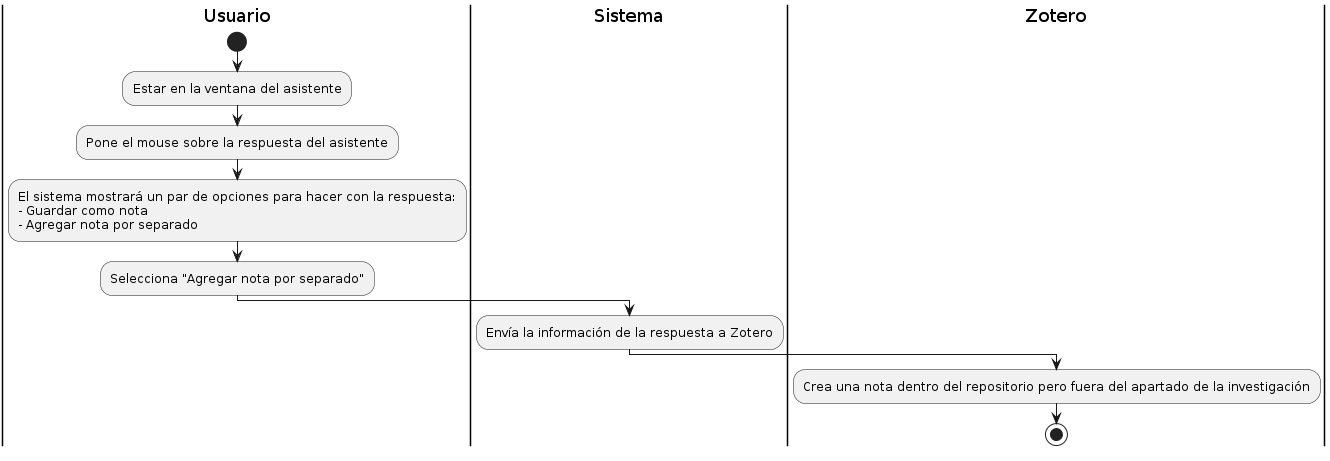 Usuario
Sistema
Zotero
Estar en la ventana del asistente
Pone el mouse sobre la respuesta del asistente
El sistema mostrará un par de opciones para hacer con la respuesta:
- Guardar como nota
- Agregar nota por separado
Selecciona "Agregar nota por separado"
Envía la información de la respuesta a Zotero
Crea una nota dentro del repositorio pero fuera del apartado de la investigación